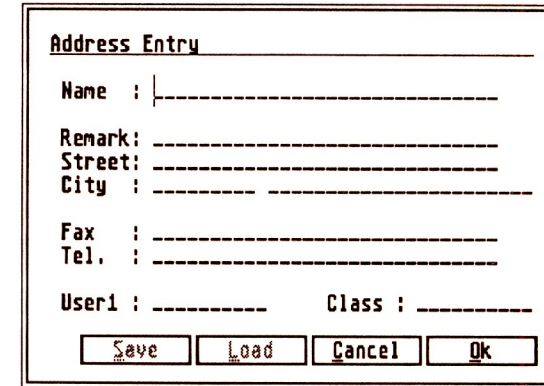 Address Entry
Name :
Remark:
Street:
City :
Fax :
Tel. :
User1 : Class :
Save Load Cancel Ok